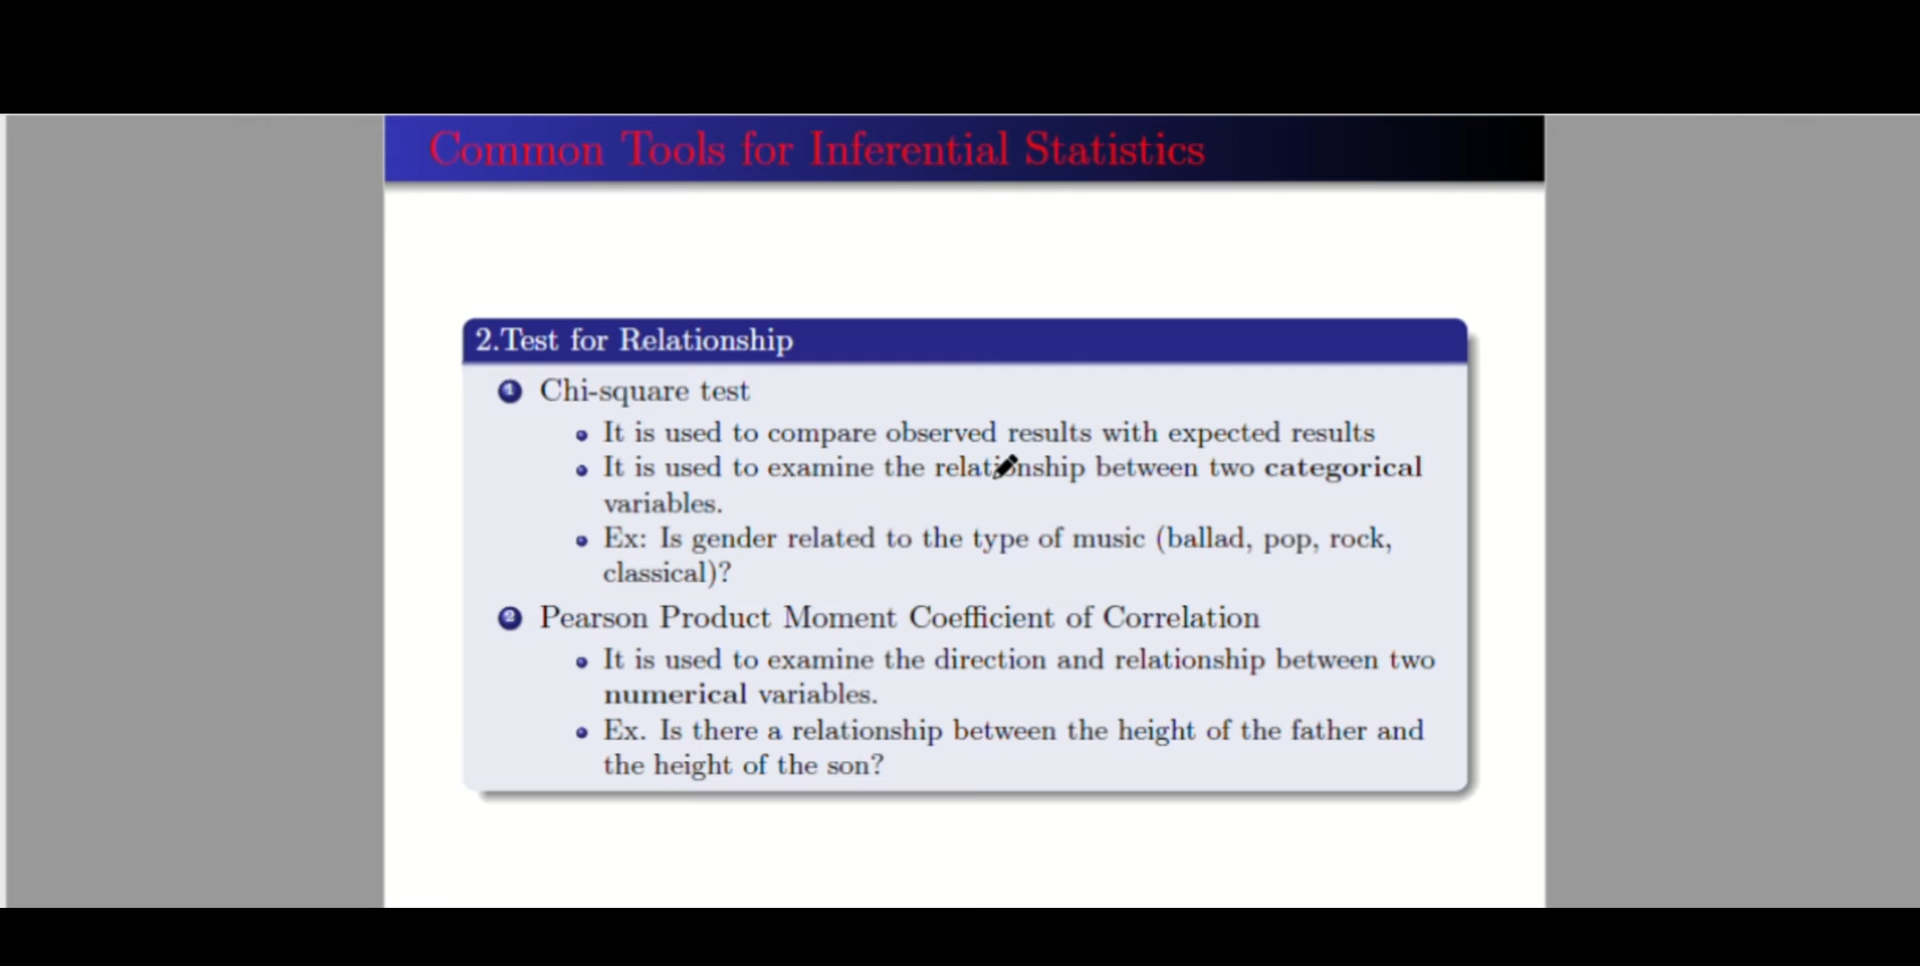 Common Tools for Inferential Statistics
2.Test for Relationship
1 Chi-square test
It is used to compare observed results with expected results
It is used to examine the relationship between two categorical
variables.
Ex: Is gender related to the type of music (ballad, pop, rock,
classical)?
2 Pearson Product Moment Coefficient of Correlation
It is used to examine the direction and relationship between two
numerical variables.
Ex. Is there a relationship between the height of the father and
the height of the son?